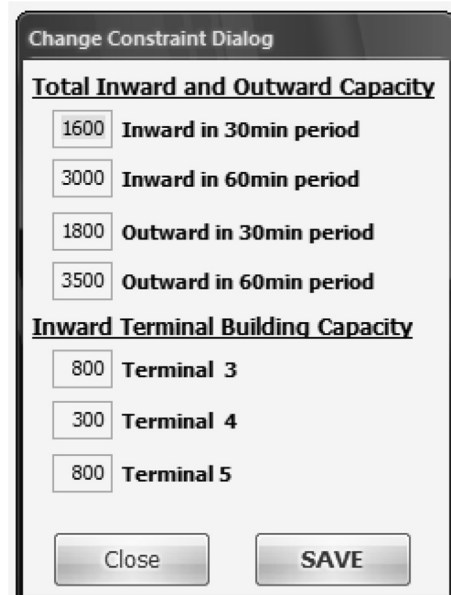 Change Constraint Dialog
Total Inward and Outward Capacity
1600 Inward in 30min period
3000 Inward in 60min period
1800 Outward in 30min period
3500 Outward in 60min period
Inward Terminal Building Capacity
800 Terminal 3
300 Terminal 4
800 Terminal 5
Close SAVE